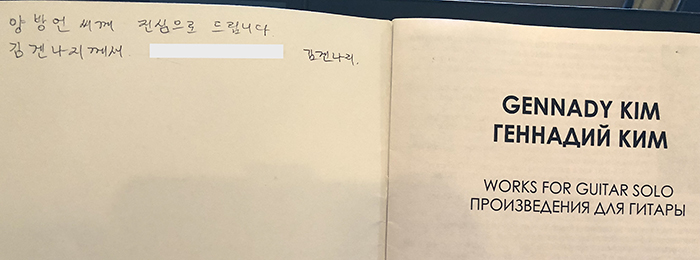 양방언 씨께 진심으로 드립니다
김겐나지께서. 김겐나리.
GENNADY KIM
ГЕННАДИЙ КИМ
WORKS FOR GUITAR SOLO
ПРОИЗВЕДЕНИЯ ДЛЯ ГИТАРЫ